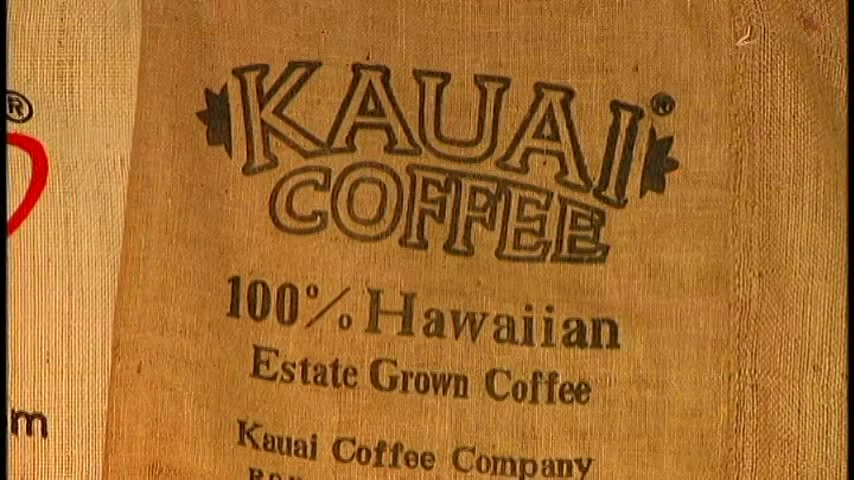 KAUAI®
COFFEE
100% Hawaiian
Estate Grown Coffee
Kauai Coffee Company
®
m